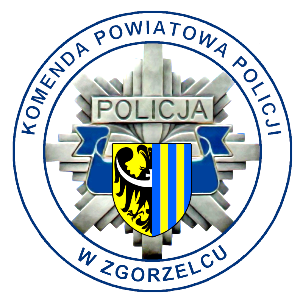 KOMENDA POWIATOWA POLICJI
POLICJA
W ZGORZELCU